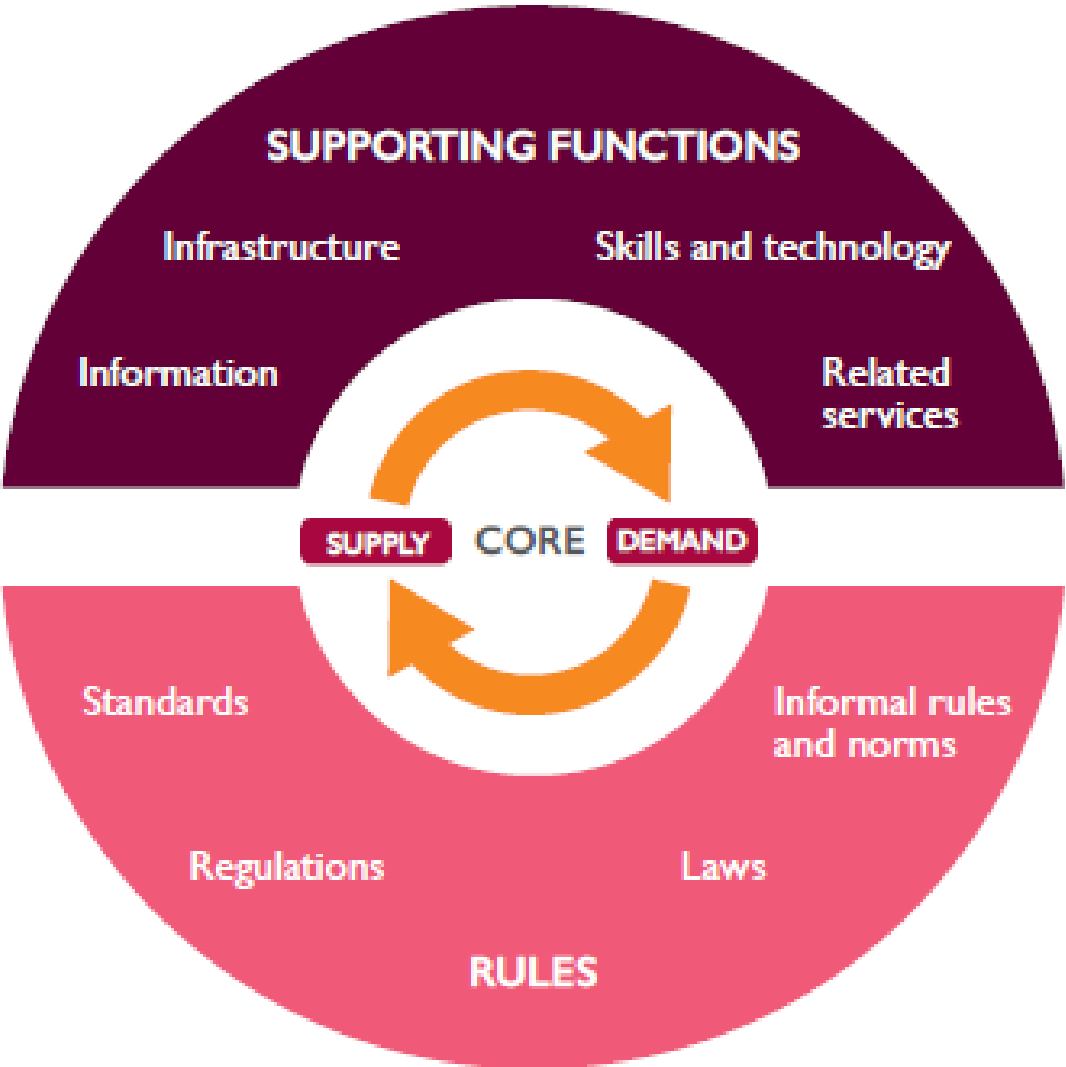 SUPPORTING FUNCTIONS
Infrastructure
Skills and technology
Information
Related
services
SUPPLY
CORE
DEMAND
Standards
Informal rules
and norms
Regulations
Laws
RULES